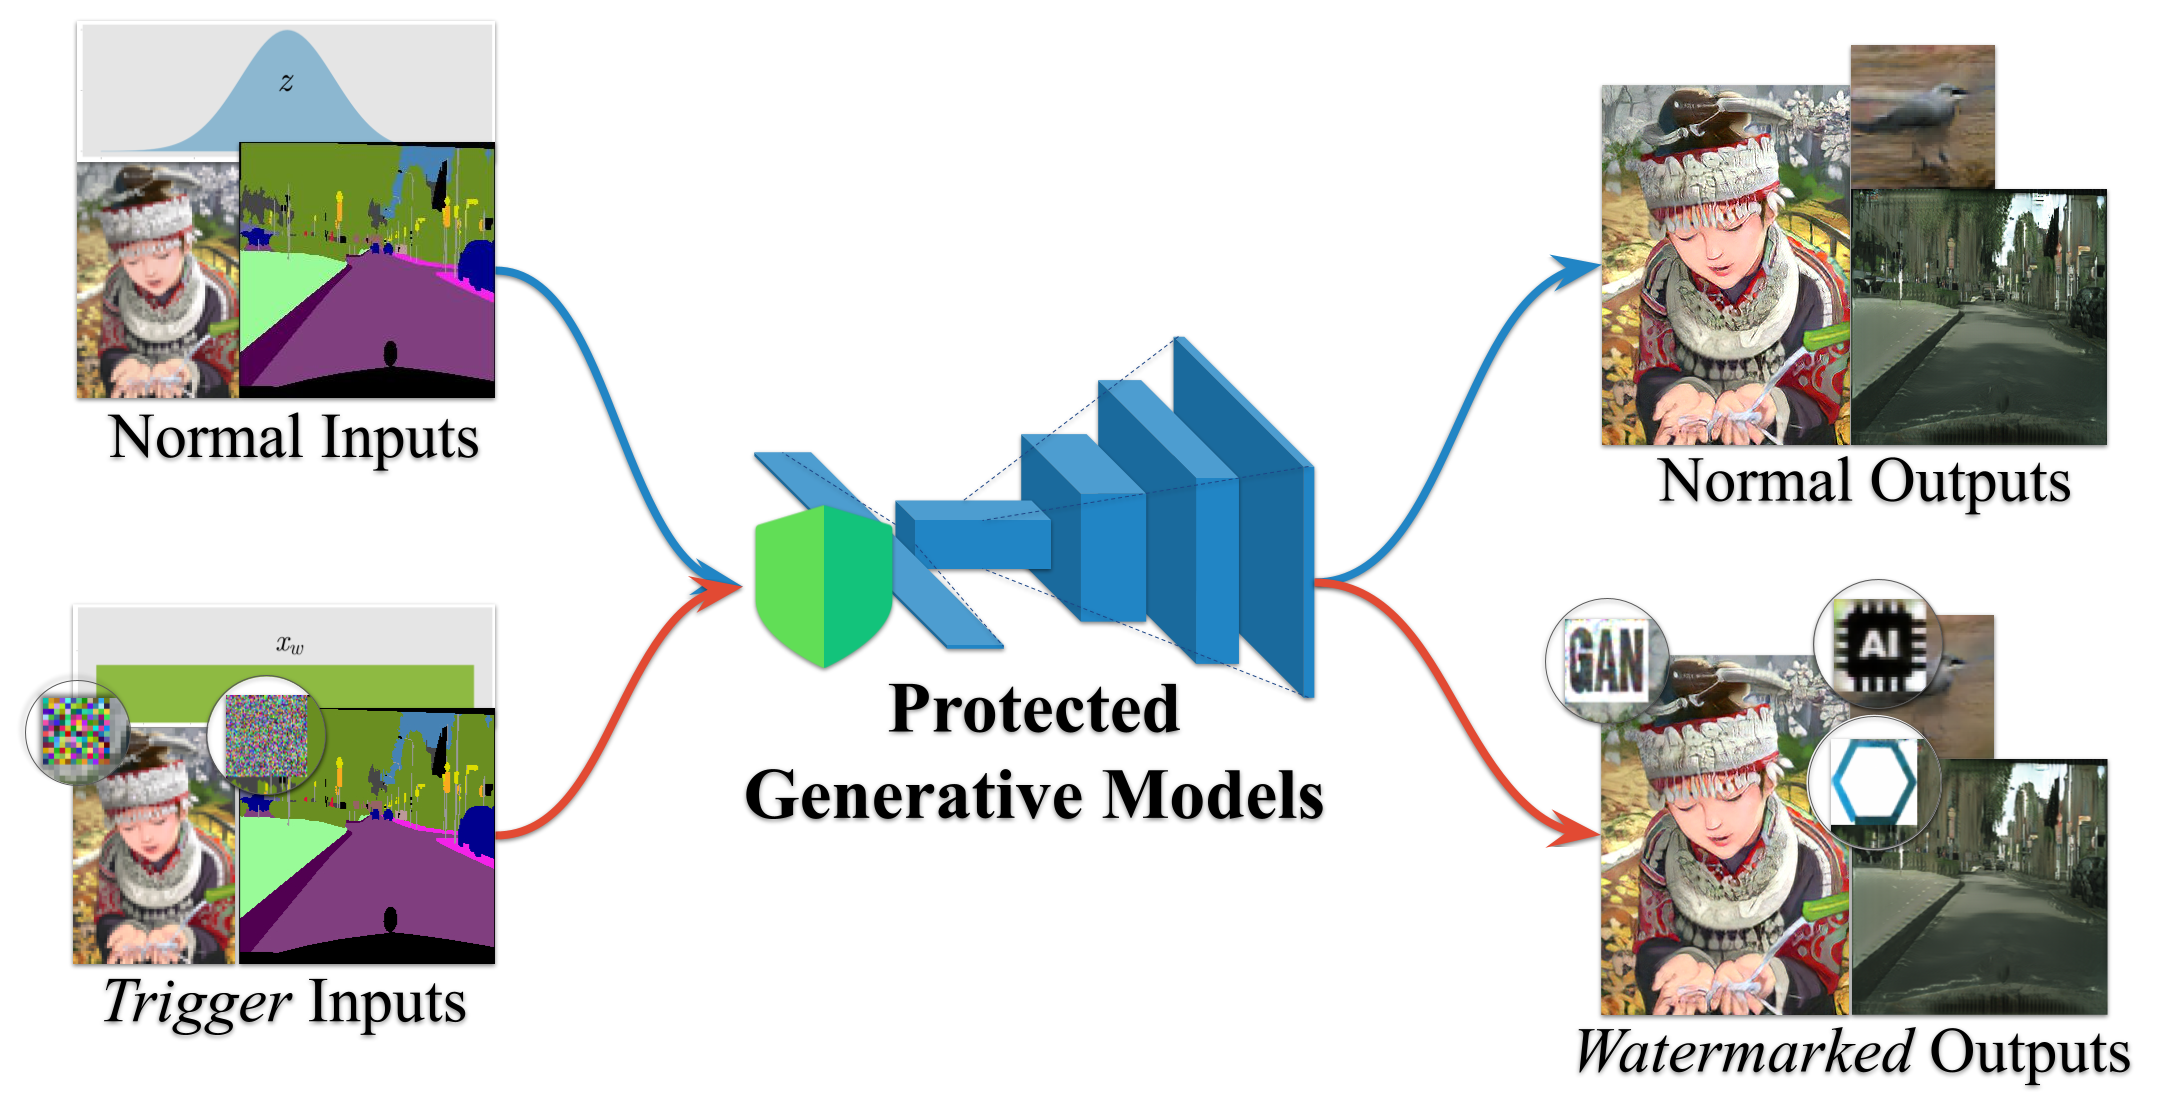 z
Normal Inputs
x_w
Trigger Inputs
Protected
Generative Models
Normal Outputs
GAN
AI
Watermarked Outputs